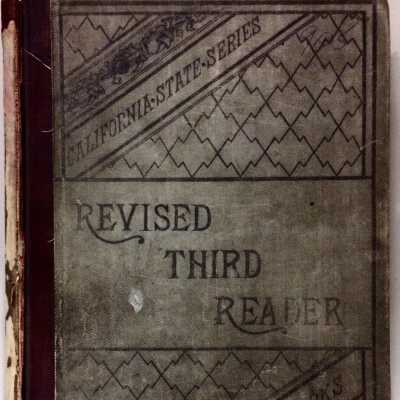 CALIFORNIA·STATE·SERIES
REVISED
THIRD
READER